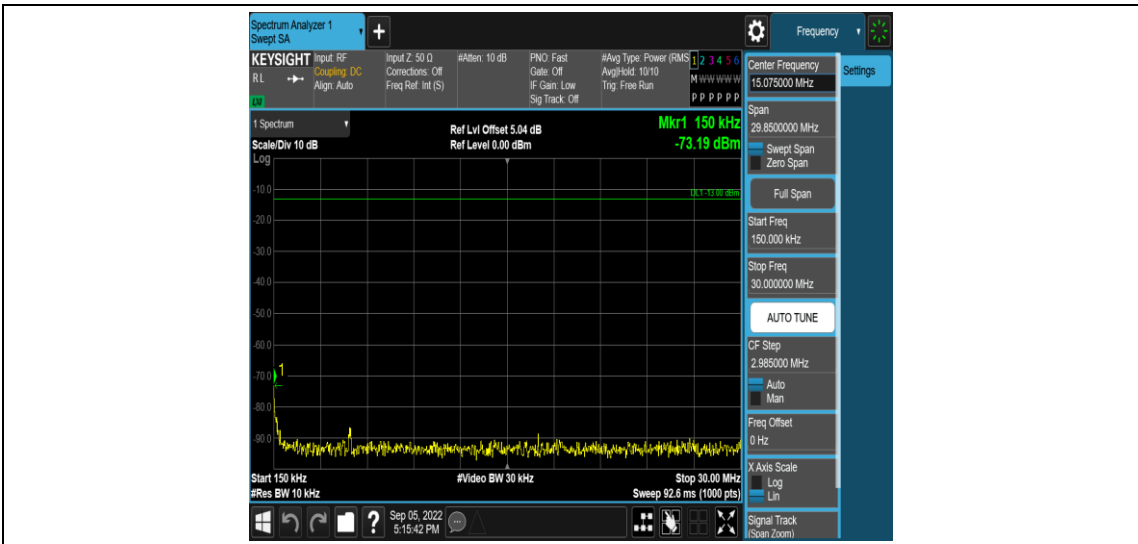 Spectrum Analyzer 1
Swept SA
+
Frequency
KEYSIGHT
RL
LXI
Input: RF
Coupling: DC
Align: Auto
Input Z: 50 Ω
Corrections: Off
Freq Ref: Int (S)
#Atten: 10 dB
PNO: Fast
Gate: Off
IF Gain: Low
Sig Track: Off
#Avg Type: Power (RMS
Avg|Hold: 10/10
Trig: Free Run
1 2 3 4 5 6
M W W W W W
P P P P P P
1 Spectrum
Scale/Div 10 dB
Log
Ref Lvl Offset 5.04 dB
Ref Level 0.00 dBm
Mkr1 150 kHz
-73.19 dBm
DL1 -13.00 dBm
-10.0
-20.0
-30.0
-40.0
-50.0
-60.0
-70.0
1
-80.0
-90.0
Start 150 kHz
#Video BW 30 kHz
Stop 30.00 MHz
#Res BW 10 kHz
Sweep 92.6 ms (1000 pts)
?
Sep 05, 2022
5:15:42 PM
Center Frequency
15.075000 MHz
Settings
Span
29.8500000 MHz
Swept Span
Zero Span
Full Span
Start Freq
150.000 kHz
Stop Freq
30.000000 MHz
AUTO TUNE
CF Step
2.985000 MHz
Auto
Man
Freq Offset
0 Hz
X Axis Scale
Log
Lin
Signal Track
(Span Zoom)